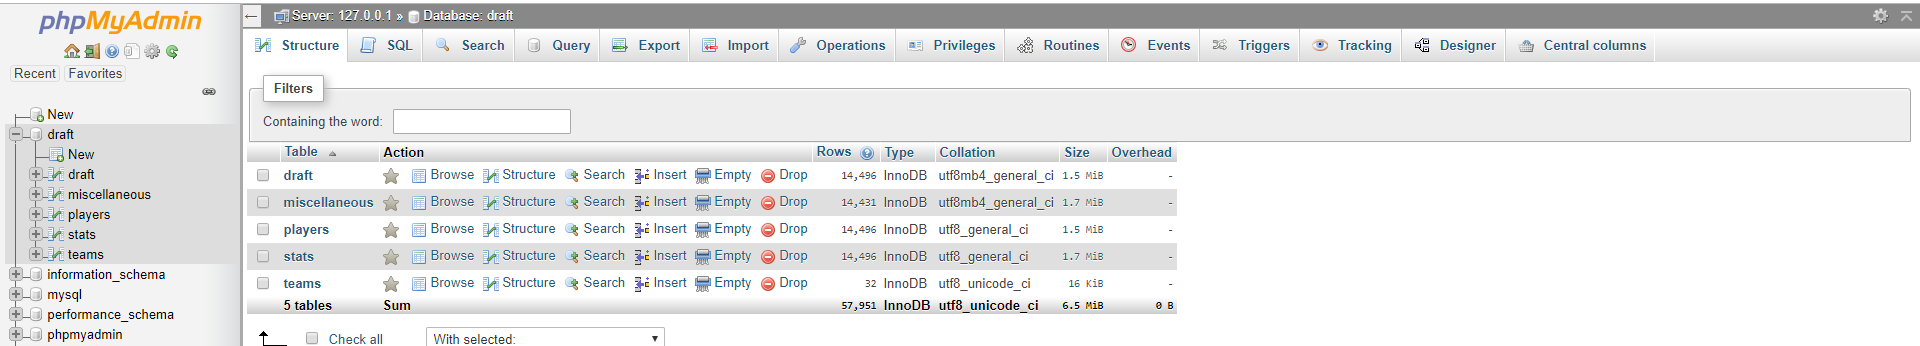 phpMyAdmin
Recent Favorites
New
draft
New
draft
miscellaneous
players
stats
teams
information_schema
mysql
performance_schema
phpmyadmin
Server: 127.0.0.1 » Database: draft
Structure SQL Search Query Export Import Operations Privileges Routines Events Triggers Tracking Designer Central columns
Filters
Containing the word:
Table Action Rows Type Collation Size Overhead
draft Browse Structure Search Insert Empty Drop 14,496 InnoDB utf8mb4_general_ci 1.5 MiB -
miscellaneous Browse Structure Search Insert Empty Drop 14,431 InnoDB utf8mb4_general_ci 1.7 MiB -
players Browse Structure Search Insert Empty Drop 14,496 InnoDB utf8_general_ci 1.5 MiB -
stats Browse Structure Search Insert Empty Drop 14,496 InnoDB utf8_general_ci 1.7 MiB -
teams Browse Structure Search Insert Empty Drop 32 InnoDB utf8_unicode_ci 16 KiB -
5 tables Sum 57,951 InnoDB utf8_unicode_ci 6.5 MiB 0 B
Check all With selected: